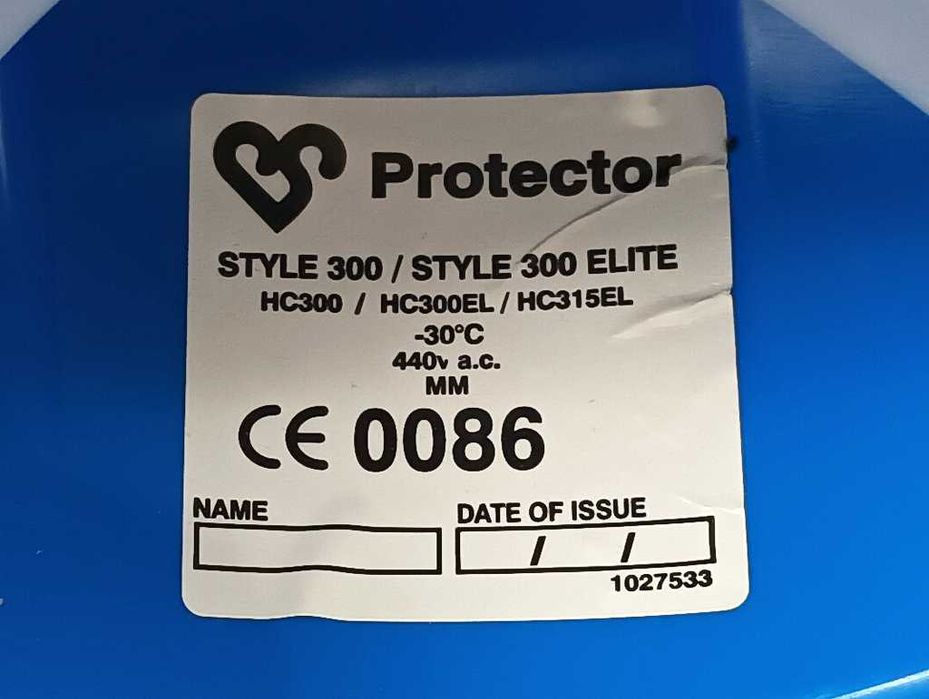 Protector
STYLE 300 / STYLE 300 ELITE
HC300 / HC300EL / HC315EL
-30°C
440v a.c.
MM
CE 0086
NAME
DATE OF ISSUE
/ /
1027533